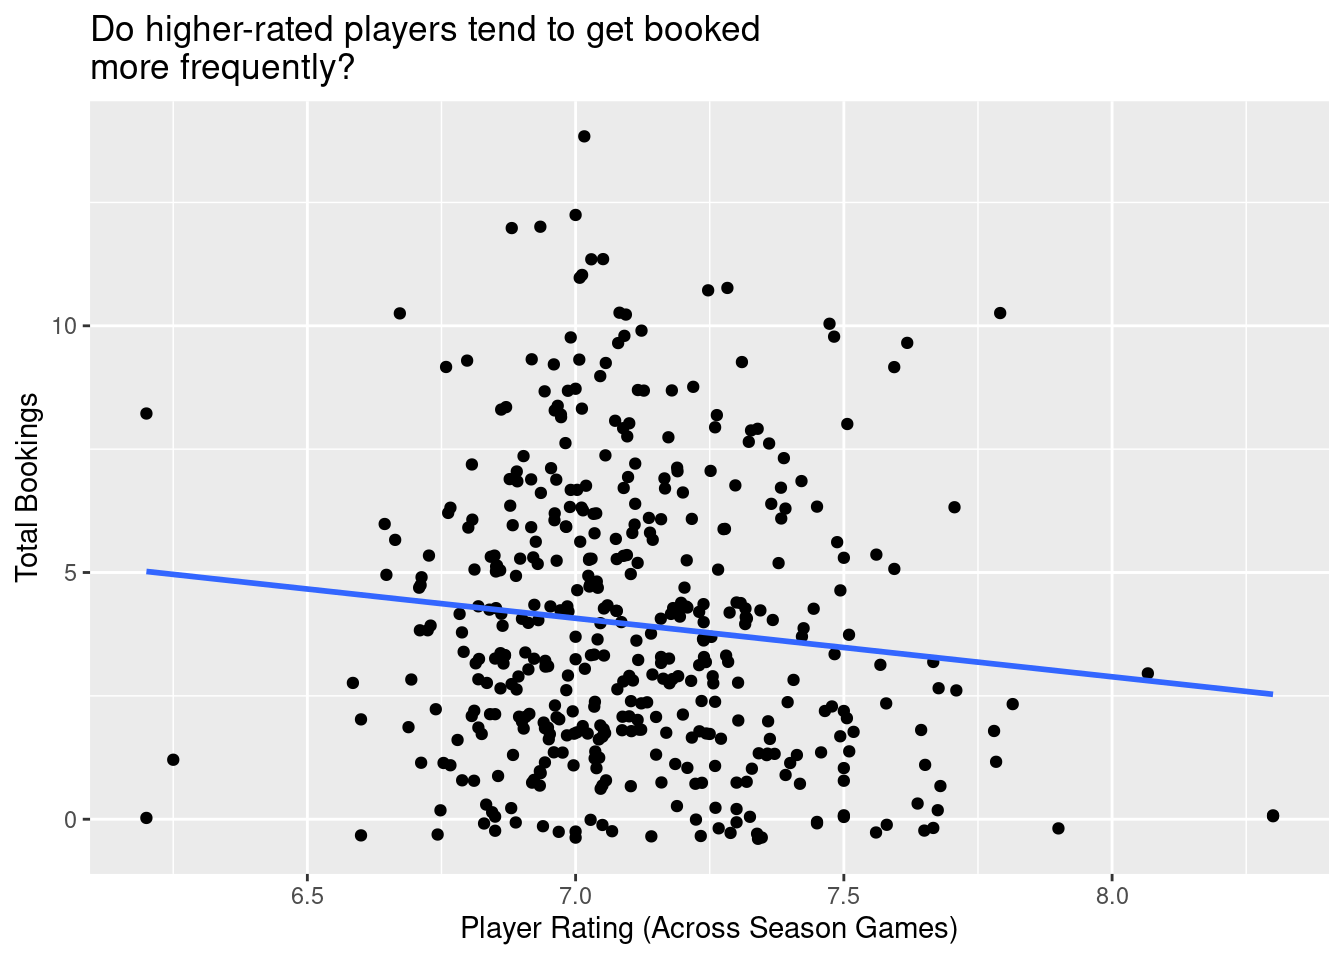 Do higher-rated players tend to get booked
more frequently?
Total Bookings
10
5
0
6.5
7.0
7.5
8.0
Player Rating (Across Season Games)